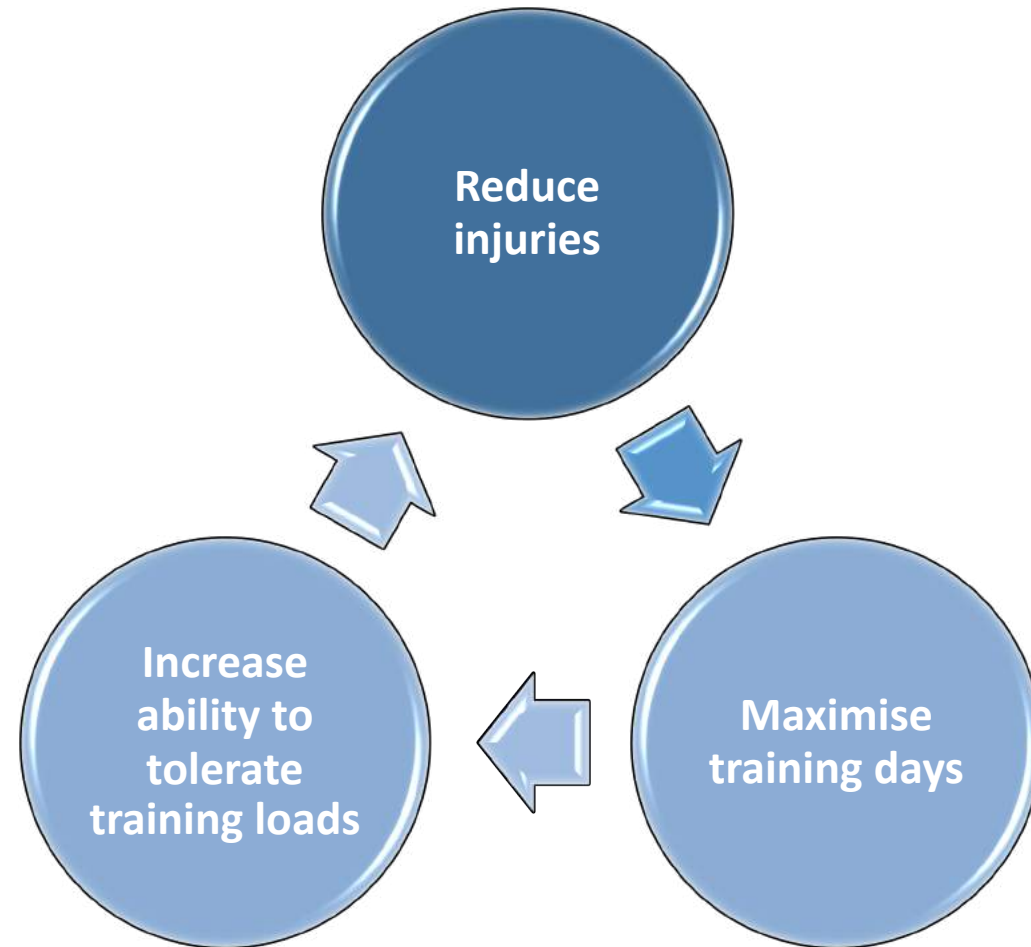 Reduce
injuries
Maximise
training days
Increase
ability to
tolerate
training loads